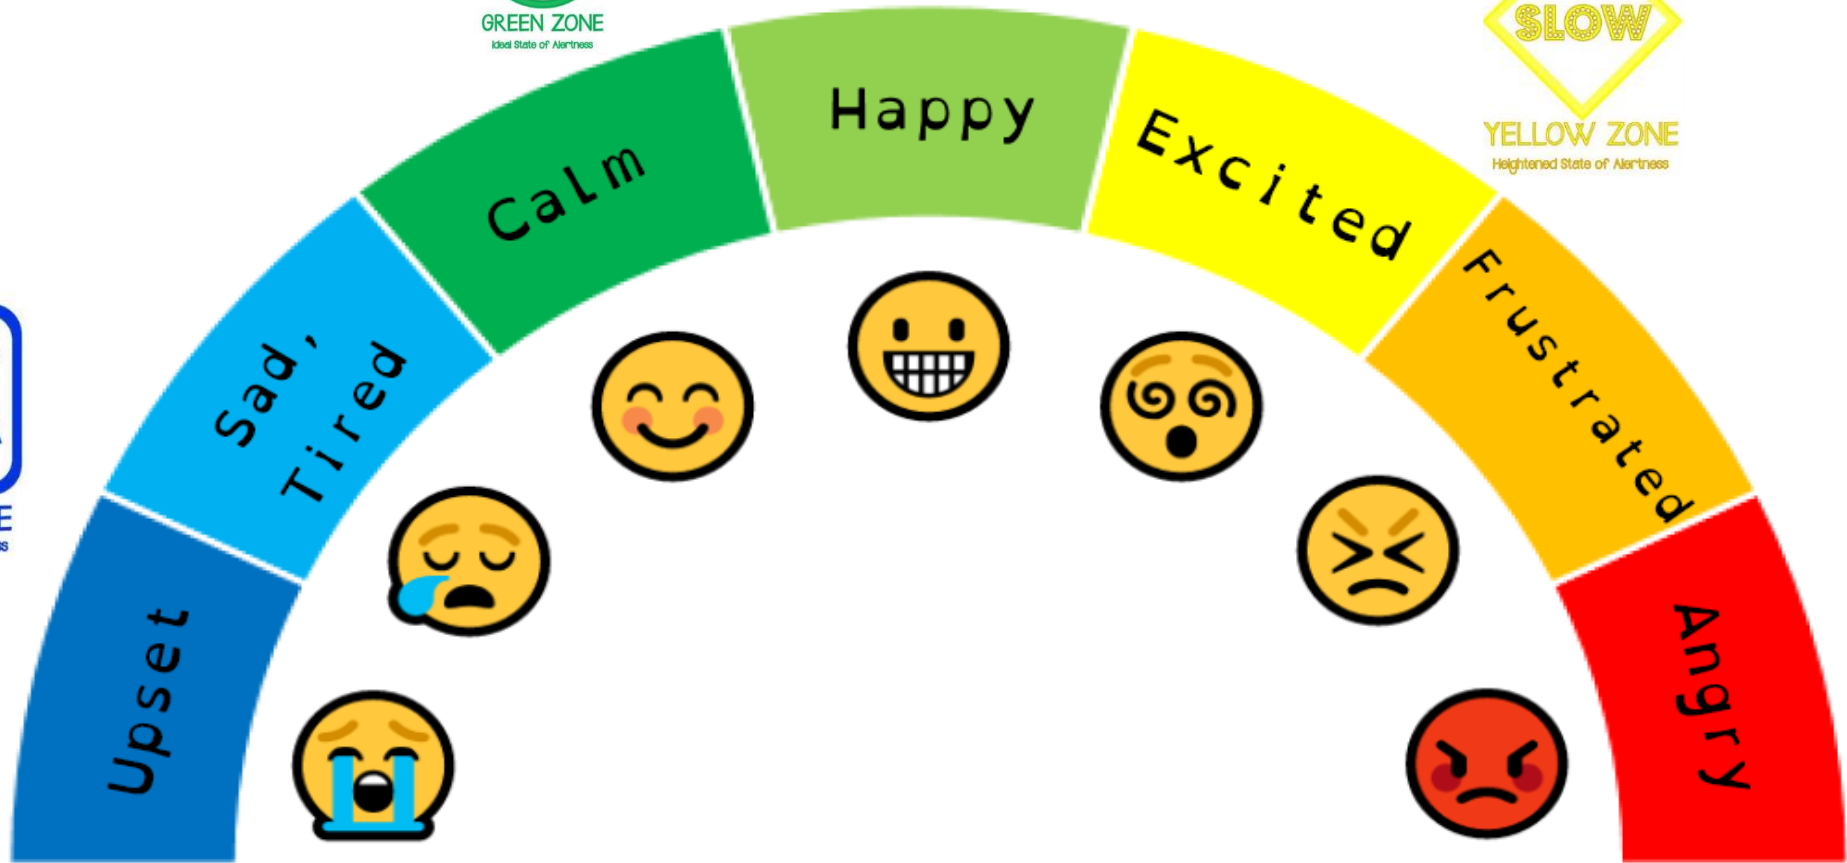 GREEN ZONE
Ideal State of Alertness
SLOW
YELLOW ZONE
Heightened State of Alertness
Upset
Sad,
Tired
Calm
Happy
Excited
Frustrated
Angry